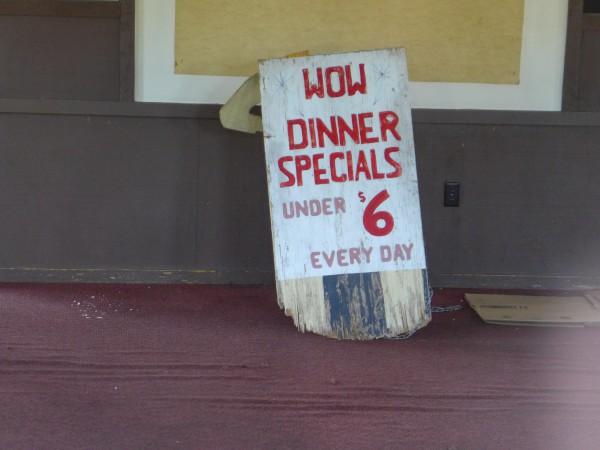 WOW
DINNER
SPECIALS
UNDER $6
EVERY DAY